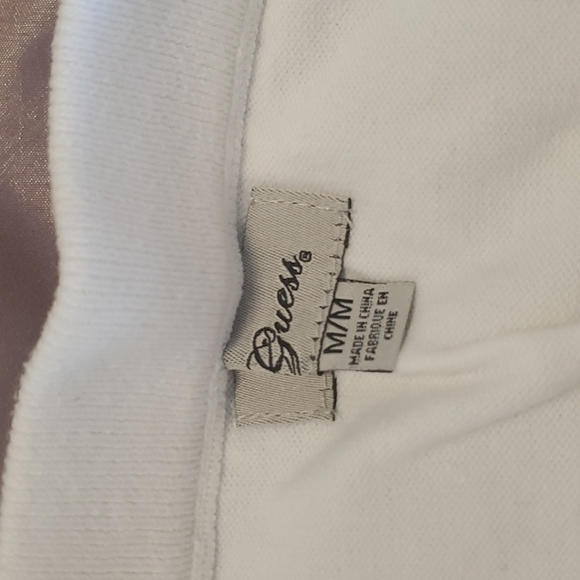 Guess®
M/M
MADE IN CHINA
FABRIQUE EN
CHINE